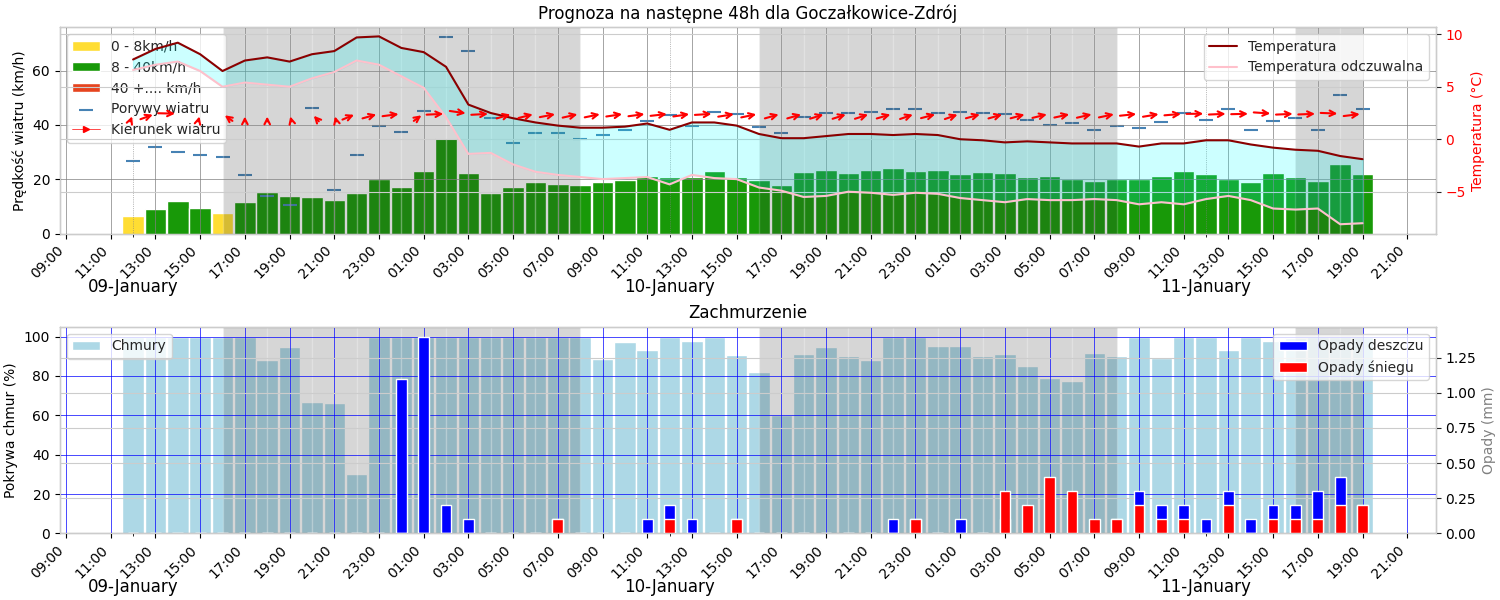 Prognoza na następne 48h dla Goczałkowice-Zdrój
Prędkość wiatru (km/h)
60
40
20
0
0 - 8km/h
8 - 40km/h
40 +.... km/h
Porywy wiatru
Kierunek wiatru
Temperatura
Temperatura odczuwalna
10
5
0
−5
Temperatura (°C)
09:00 11:00 13:00 15:00 17:00 19:00 21:00 23:00 01:00 03:00 05:00 07:00 09:00 11:00 13:00 15:00 17:00 19:00 21:00 23:00 01:00 03:00 05:00 07:00 09:00 11:00 13:00 15:00 17:00 19:00 21:00
09-January 10-January 11-January
Zachmurzenie
Pokrywa chmur (%)
100
80
60
40
20
0
Chmury
Opady deszczu
Opady śniegu
1.25
1.00
0.75
0.50
0.25
0.00
Opady (mm)
09:00 11:00 13:00 15:00 17:00 19:00 21:00 23:00 01:00 03:00 05:00 07:00 09:00 11:00 13:00 15:00 17:00 19:00 21:00 23:00 01:00 03:00 05:00 07:00 09:00 11:00 13:00 15:00 17:00 19:00 21:00
09-January 10-January 11-January